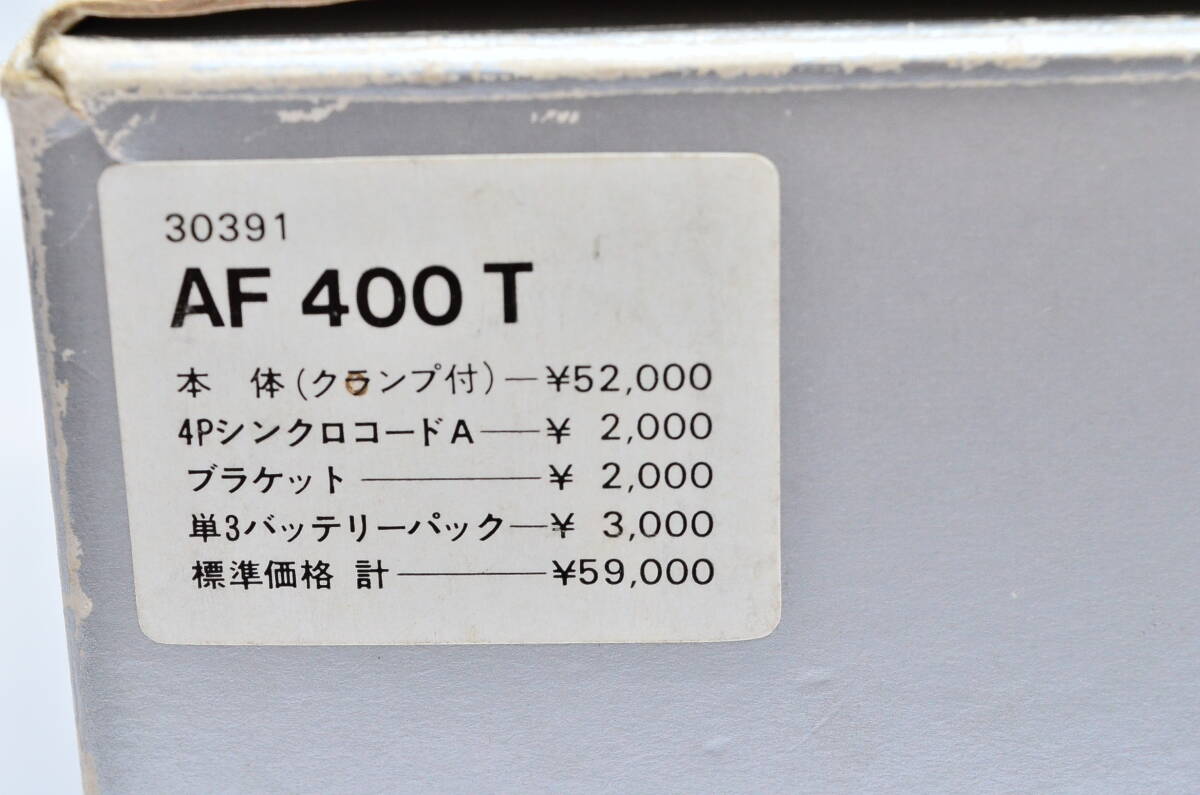 30391
AF 400 T
本 体(クランプ付)―¥52,000
4PシンクロコードA―¥ 2,000
ブラケット―¥ 2,000
単3バッテリーパック―¥ 3,000
標準価格 計―¥59,000